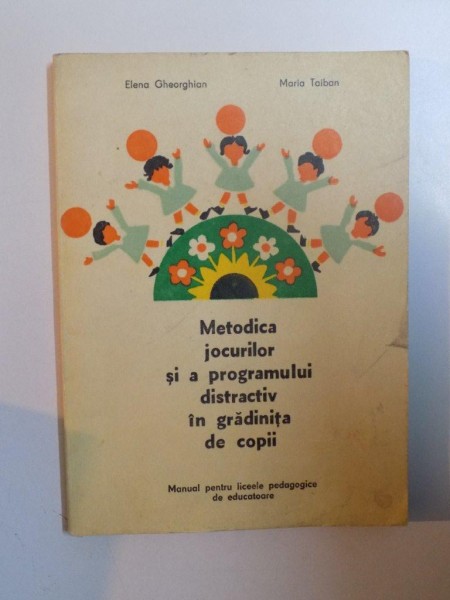 Elena Gheorghian Maria Taiban
Metodica
jocurilor
și a programului
distractiv
în grădinița
de copii
Manual pentru liceele pedagogice
de educatoare